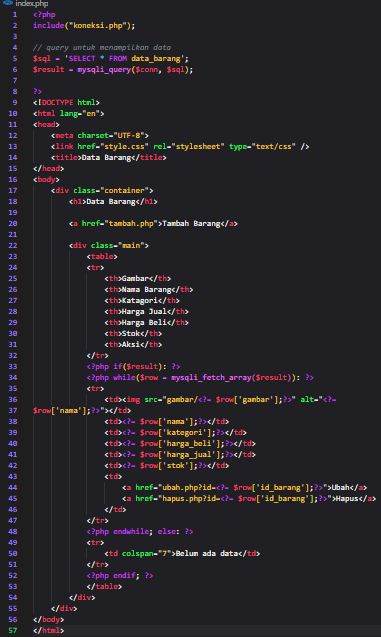 index.php
1 <?php
2 include("koneksi.php");
3
4 // query untuk menampilkan data
5 $sql = 'SELECT * FROM data_barang';
6 $result = mysqli_query($conn, $sql);
7
8 ?>
9 <!DOCTYPE html>
10 <html lang="en">
11 <head>
12 <meta charset="UTF-8">
13 <link href="style.css" rel="stylesheet" type="text/css" />
14 <title>Data Barang</title>
15 </head>
16 <body>
17 <div class="container">
18 <h1>Data Barang</h1>
19
20 <a href="tambah.php">Tambah Barang</a>
21
22 <div class="main">
23 <table>
24 <tr>
25 <th>Gambar</th>
26 <th>Nama Barang</th>
27 <th>Katagori</th>
28 <th>Harga Jual</th>
29 <th>Harga Beli</th>
30 <th>Stok</th>
31 <th>Aksi</th>
32 </tr>
33 <?php if($result): ?>
34 <?php while($row = mysqli_fetch_array($result)): ?>
35 <tr>
36 <td><img src="gambar/<?= $row['gambar'];?>" alt="<?=
37 $row['nama'];?>"></td>
38 <td><?= $row['nama'];?></td>
39 <td><?= $row['kategori'];?></td>
40 <td><?= $row['harga_beli'];?></td>
41 <td><?= $row['harga_jual'];?></td>
42 <td><?= $row['stok'];?></td>
43 <td>
44 <a href="ubah.php?id=<?= $row['id_barang'];?>">Ubah</a>
45 <a href="hapus.php?id=<?= $row['id_barang'];?>">Hapus</a>
46 </td>
47 </tr>
48 <?php endwhile; else: ?>
49 <tr>
50 <td colspan="7">Belum ada data</td>
51 </tr>
52 <?php endif; ?>
53 </table>
54 </div>
55 </div>
56 </body>
57 </html>